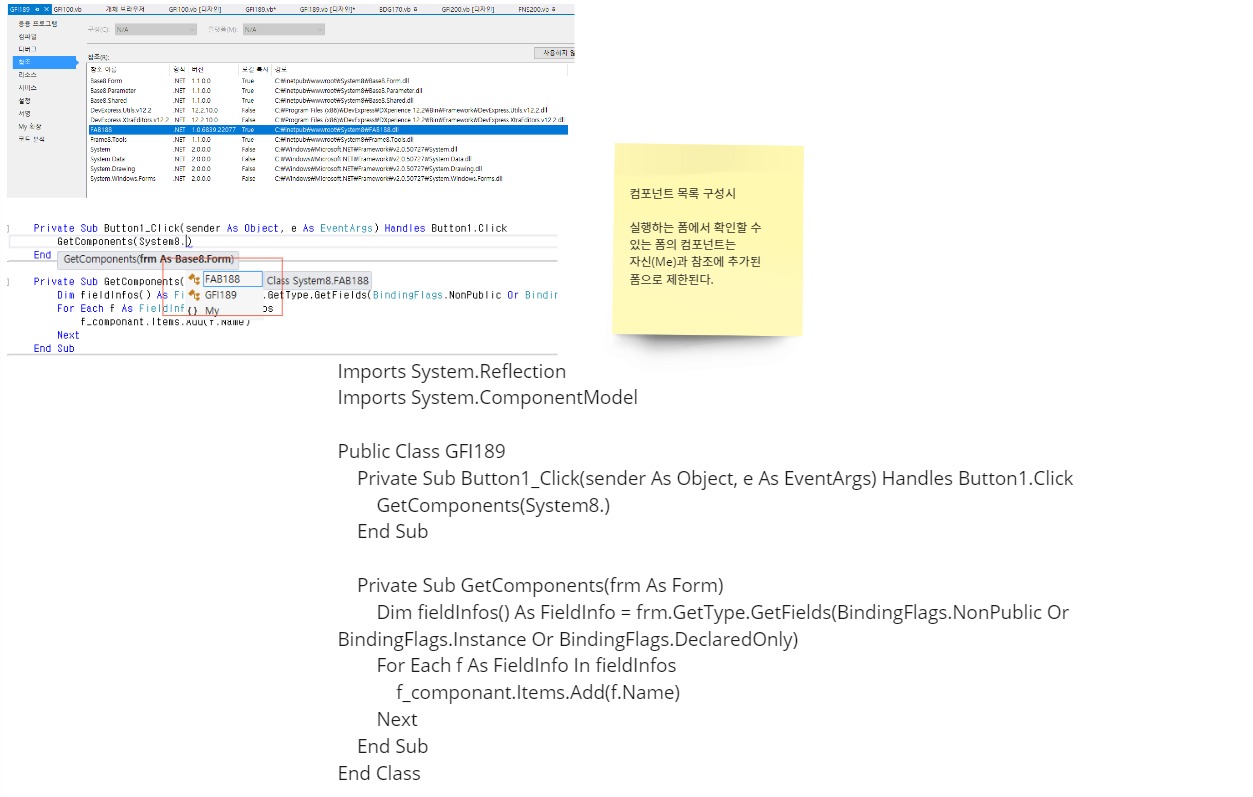 GFI189 GFI100.vb 개체 브라우저 GFI100.vb [디자인] GFI189.vb* GFI189.vb [디자인]* BDG170.vb GFI200.vb [디자인] FNS200.vb
응용 프로그램
컴파일
디버그
참조
리소스
서비스
설정
서명
My 확장
코드 분석
구성(C): N/A 플랫폼(M): N/A
참조(R): 사용하지 않
참조 이름 형식 버전 로컬 복사 경로
Base8.Form .NET 1.1.0.0 True C:₩inetpub₩wwwroot₩System8₩Base8.Form.dll
Base8.Parameter .NET 1.1.0.0 True C:₩inetpub₩wwwroot₩System8₩Base8.Parameter.dll
Base8.Shared .NET 1.1.0.0 True C:₩inetpub₩wwwroot₩System8₩Base8.Shared.dll
DevExpress.Utils.v12.2 .NET 12.2.10.0 False C:₩Program Files (x86)₩DevExpress₩DXperience 12.2₩Bin₩Framework₩DevExpress.Utils.v12.2.dll
DevExpress.XtraEditors.v12.2 .NET 12.2.10.0 False C:₩Program Files (x86)₩DevExpress₩DXperience 12.2₩Bin₩Framework₩DevExpress.XtraEditors.v12.2.dll
FAB188 .NET 1.0.6839.22077 True C:₩inetpub₩wwwroot₩System8₩FAB188.dll
Frame8.Tools .NET 1.1.0.0 True C:₩inetpub₩wwwroot₩System8₩Frame8.Tools.dll
System .NET 2.0.0.0 False C:₩Windows₩Microsoft.NET₩Framework₩v2.0.50727₩System.dll
System.Data .NET 2.0.0.0 False C:₩Windows₩Microsoft.NET₩Framework₩v2.0.50727₩System.Data.dll
System.Drawing .NET 2.0.0.0 False C:₩Windows₩Microsoft.NET₩Framework₩v2.0.50727₩System.Drawing.dll
System.Windows.Forms .NET 2.0.0.0 False C:₩Windows₩Microsoft.NET₩Framework₩v2.0.50727₩System.Windows.Forms.dll
Private Sub Button1_Click(sender As Object, e As EventArgs) Handles Button1.Click
GetComponents(System8.)
End
GetComponents(frm As Base8.Form)
Private Sub GetComponents( FAB188 Class System8.FAB188
Dim fieldInfos() As Fi GFI189 .GetType.GetFields(BindingFlags.NonPublic Or Bindin
For Each f As FieldInf {} My os
f_componant.Items.Add(f.Name)
Next
End Sub
컴포넌트 목록 구성시
실행하는 폼에서 확인할 수
있는 폼의 컴포넌트는
자신(Me)과 참조에 추가된
폼으로 제한된다.
Imports System.Reflection
Imports System.ComponentModel
Public Class GFI189
Private Sub Button1_Click(sender As Object, e As EventArgs) Handles Button1.Click
GetComponents(System8.)
End Sub
Private Sub GetComponents(frm As Form)
Dim fieldInfos() As FieldInfo = frm.GetType.GetFields(BindingFlags.NonPublic Or
BindingFlags.Instance Or BindingFlags.DeclaredOnly)
For Each f As FieldInfo In fieldInfos
f_componant.Items.Add(f.Name)
Next
End Sub
End Class